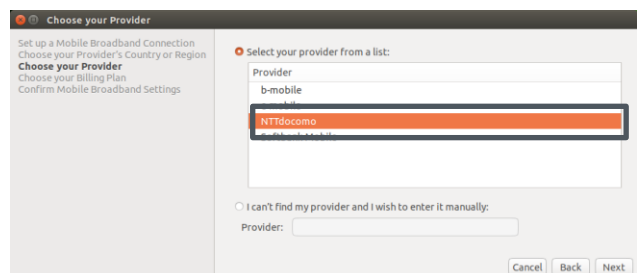 Choose your Provider
Set up a Mobile Broadband Connection
Choose your Provider's Country or Region
Choose your Provider
Choose your Billing Plan
Confirm Mobile Broadband Settings
Select your provider from a list:
Provider
b-mobile
NTTdocomo
I can't find my provider and I wish to enter it manually:
Provider:
Cancel Back Next